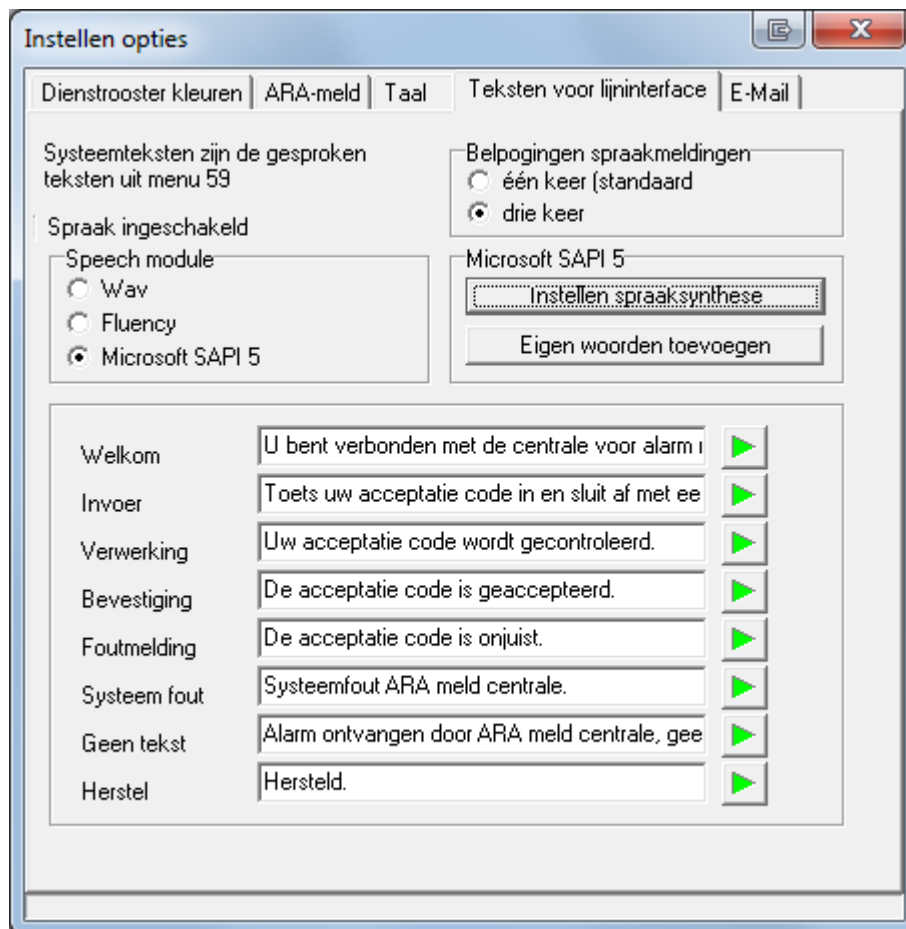 Instellen opties
Dienstrooster kleuren
ARA-meld
Taal
Teksten voor lijninterface
E-Mail
Systeemteksten zijn de gesproken
teksten uit menu 59
Belpogingen spraakmeldingen
één keer (standaard
drie keer
Spraak ingeschakeld
Speech module
Wav
Fluency
Microsoft SAPI 5
Microsoft SAPI 5
Instellen spraaksynthese
Eigen woorden toevoegen
Welkom
U bent verbonden met de centrale voor alarm
Invoer
Toets uw acceptatie code in en sluit af met ee
Verwerking
Uw acceptatie code wordt gecontroleerd.
Bevestiging
De acceptatie code is geaccepteerd.
Foutmelding
De acceptatie code is onjuist.
Systeem fout
Systeemfout ARA meld centrale.
Geen tekst
Alarm ontvangen door ARA meld centrale, gee
Herstel
Hersteld.